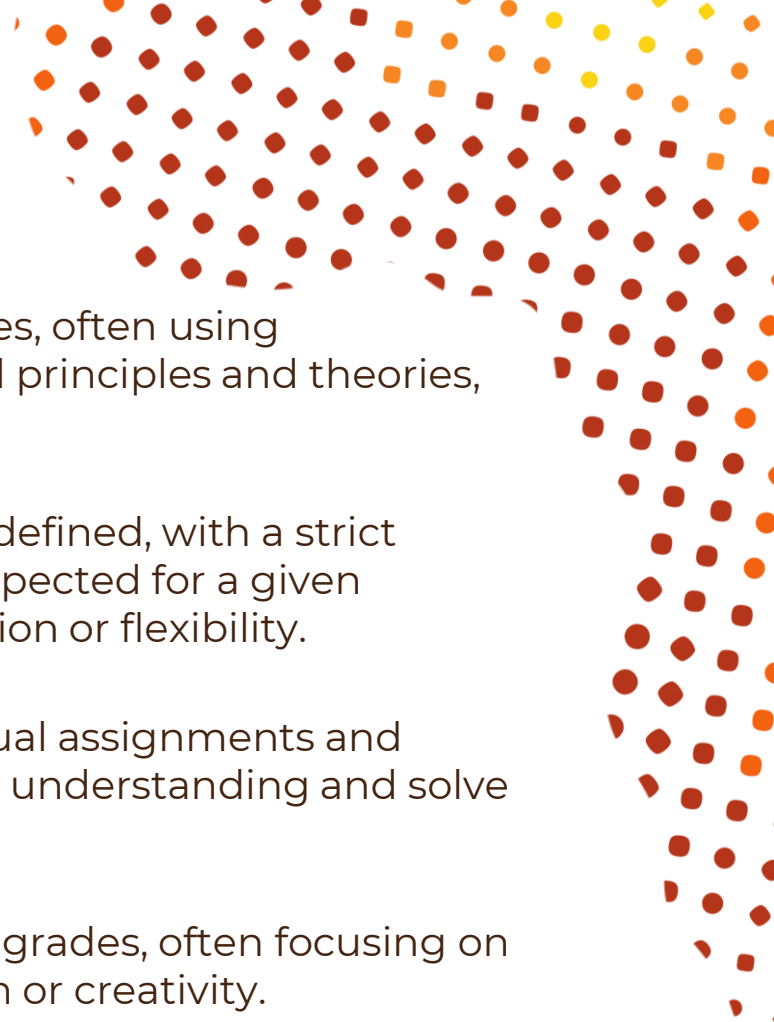 es, often using
principles and theories,
defined, with a strict
pected for a given
ion or flexibility.
ual assignments and
understanding and solve
grades, often focusing on
or creativity.